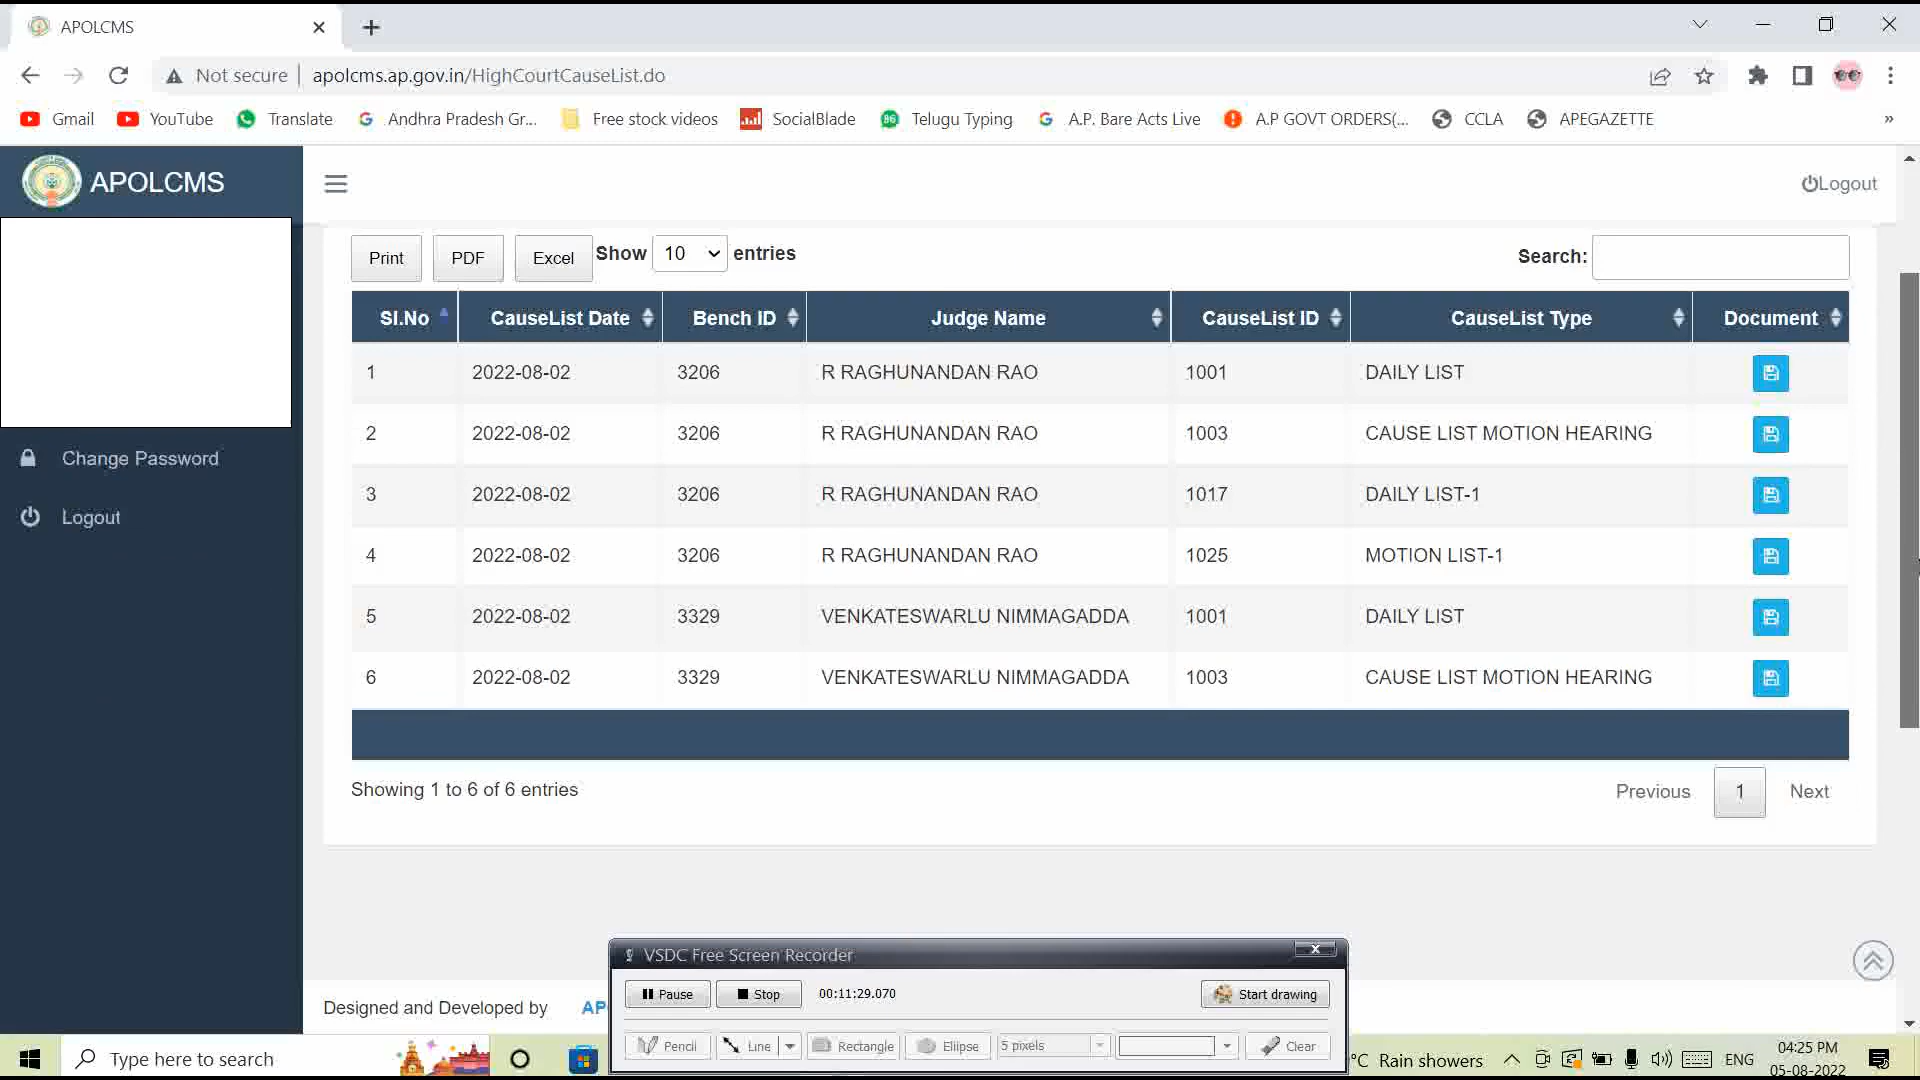 APOLCMS
Not secure
apolcms.ap.gov.in/HighCourtCauseList.do
Gmail
YouTube
Translate
Andhra Pradesh Gr...
Free stock videos
SocialBlade
Telugu Typing
A.P. Bare Acts Live
A.P GOVT ORDERS(...
CCLA
APEGAZETTE
»
APOLCMS
Logout
Change Password
Logout
Print PDF Excel Show 10 entries
Search:
Sl.No CauseList Date Bench ID Judge Name CauseList ID CauseList Type Document
1 2022-08-02 3206 R RAGHUNANDAN RAO 1001 DAILY LIST
2 2022-08-02 3206 R RAGHUNANDAN RAO 1003 CAUSE LIST MOTION HEARING
3 2022-08-02 3206 R RAGHUNANDAN RAO 1017 DAILY LIST-1
4 2022-08-02 3206 R RAGHUNANDAN RAO 1025 MOTION LIST-1
5 2022-08-02 3329 VENKATESWARLU NIMMAGADDA 1001 DAILY LIST
6 2022-08-02 3329 VENKATESWARLU NIMMAGADDA 1003 CAUSE LIST MOTION HEARING
Showing 1 to 6 of 6 entries
Previous 1 Next
VSDC Free Screen Recorder
Pause Stop 00:11:29.070 Start drawing
Pencil Line Rectangle Ellipse 5 pixels Clear
Designed and Developed by AP
Type here to search
°C Rain showers
ENG
04:25 PM
05-08-2022